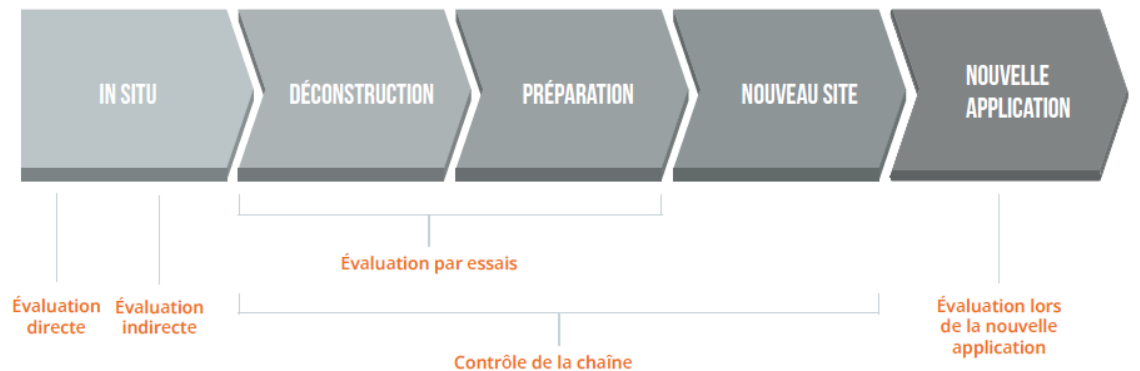 IN SITU
DÉCONSTRUCTION
PRÉPARATION
NOUVEAU SITE
NOUVELLE
APPLICATION
Évaluation par essais
Évaluation
directe
Évaluation
indirecte
Évaluation lors
de la nouvelle
application
Contrôle de la chaîne